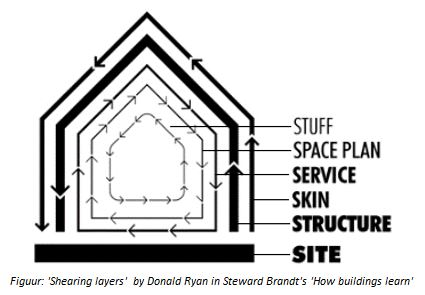 STUFF
SPACE PLAN
SERVICE
SKIN
STRUCTURE
SITE
Figuur: 'Shearing layers'  by Donald Ryan in Steward Brandt's 'How buildings learn'